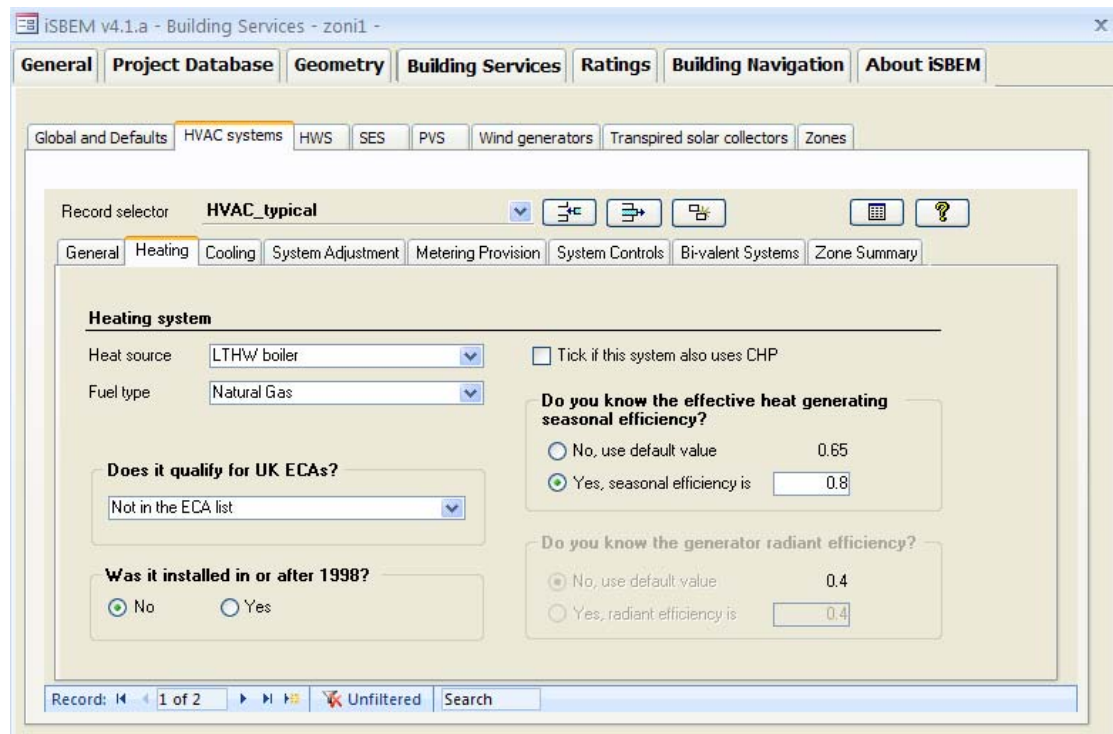 iSBEM v4.1.a - Building Services - zoni1 -
General Project Database Geometry Building Services Ratings Building Navigation About iSBEM
Global and Defaults HVAC systems HWS SES PVS Wind generators Transpired solar collectors Zones
Record selector HVAC_typical
General Heating Cooling System Adjustment Metering Provision System Controls Bi-valent Systems Zone Summary
Heating system
Heat source LTHW boiler
Tick if this system also uses CHP
Fuel type Natural Gas
Do you know the effective heat generating
seasonal efficiency?
No, use default value 0.65
Yes, seasonal efficiency is 0.8
Does it qualify for UK ECAs?
Not in the ECA list
Do you know the generator radiant efficiency?
No, use default value 0.4
Yes, radiant efficiency is 0.4
Was it installed in or after 1998?
No Yes
Record: 1 of 2 Unfiltered Search